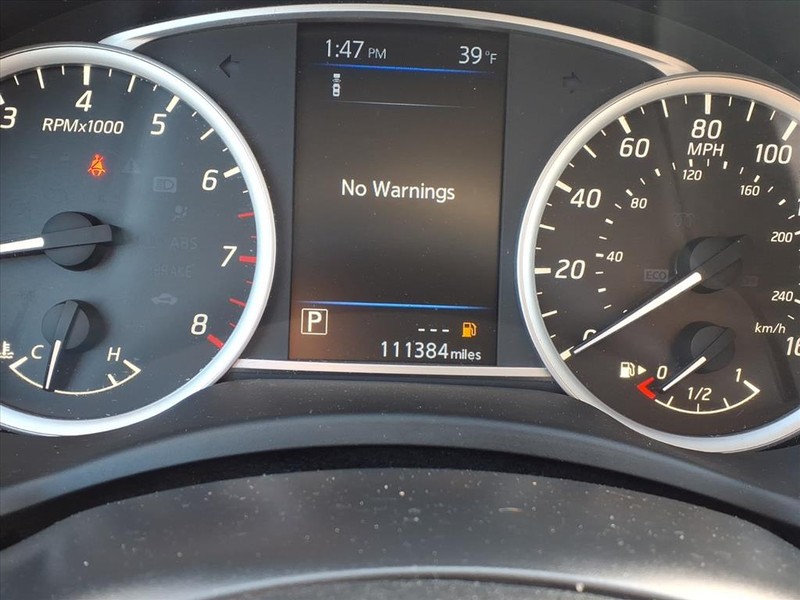 1:47 PM 39°F
No Warnings
P
--- 
111384 miles
3 4 5 6 7 8
RPMx1000
ABS
BRAKE
C H
0 20 40 60 80 100 16
MPH
40 80 120 160 200 240
km/h
ECO
0 1/2 1